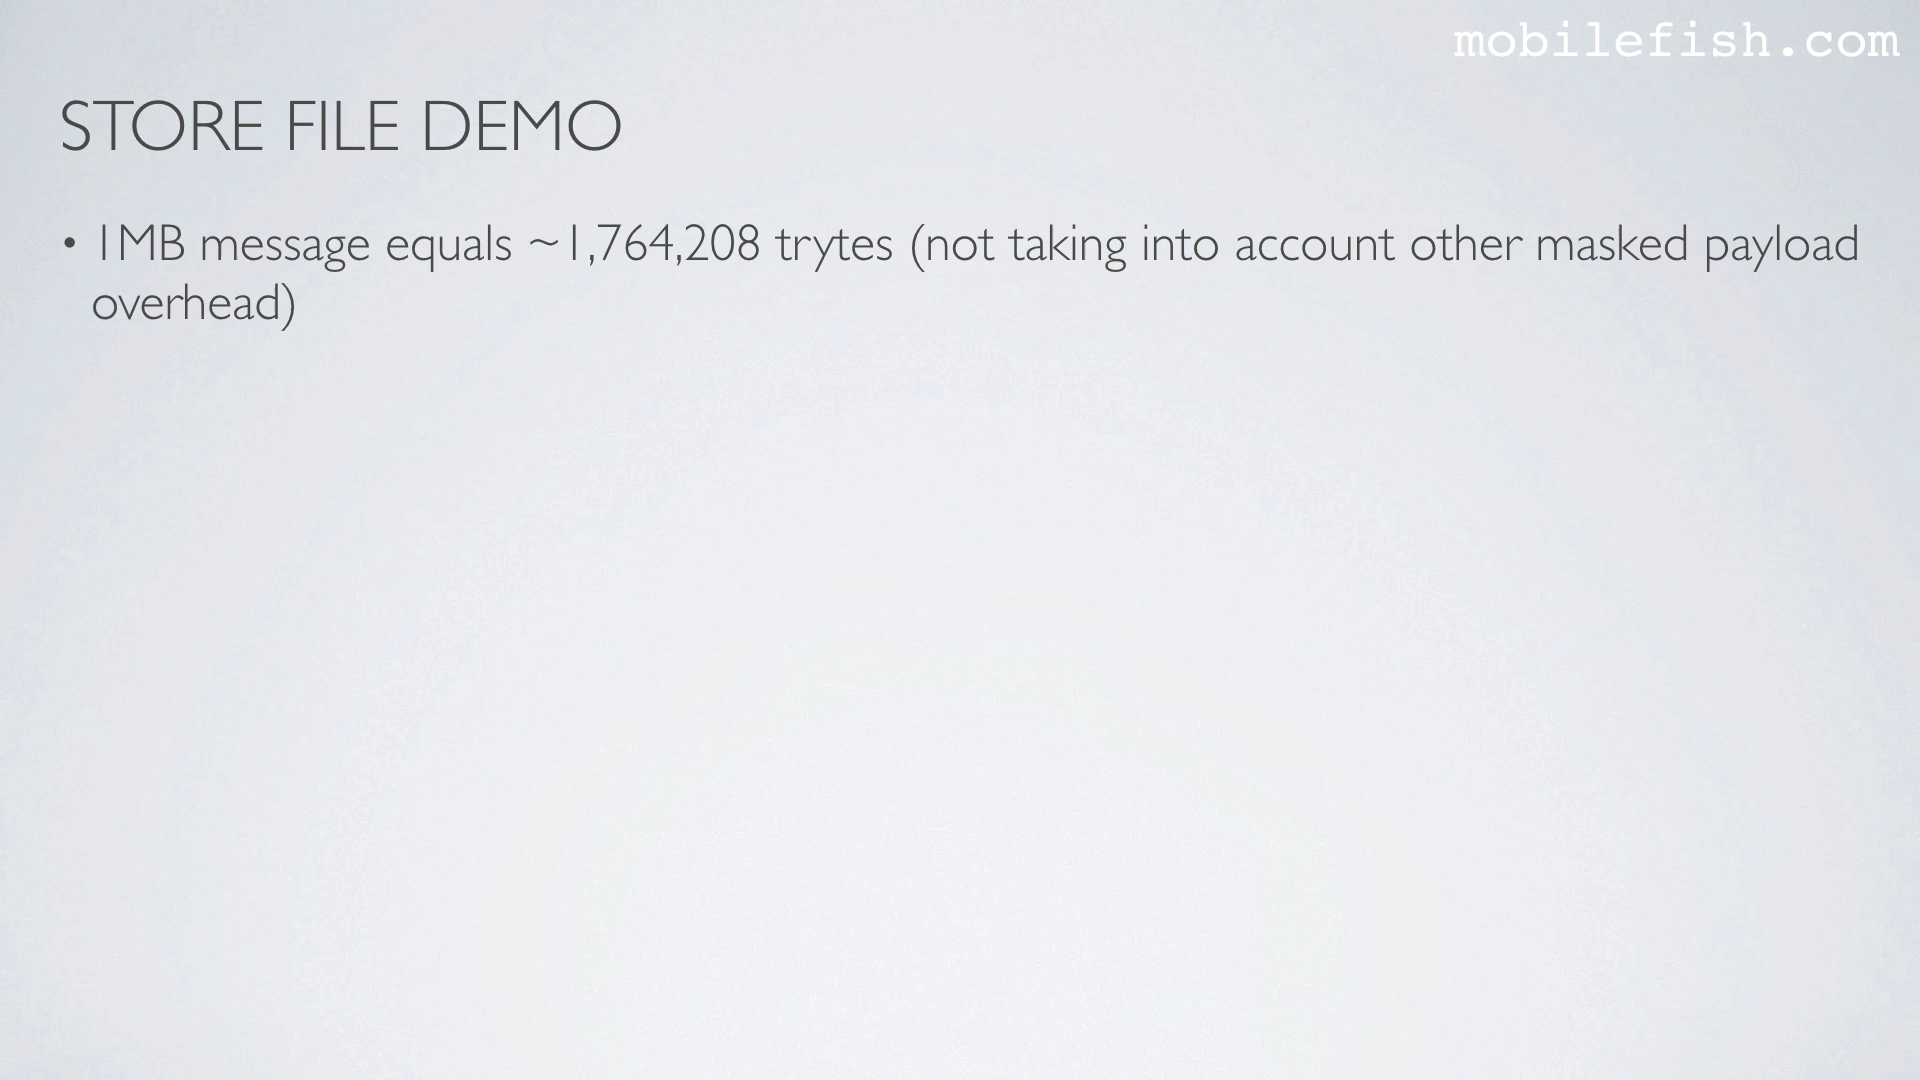 mobilefish.com
STORE FILE DEMO
• 1MB message equals ~1,764,208 trytes (not taking into account other masked payload
overhead)